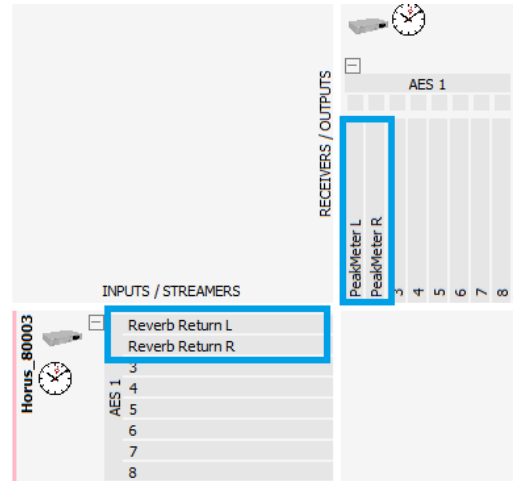 AES 1
RECEIVERS / OUTPUTS
PeakMeter L
PeakMeter R
3
4
5
6
7
8
INPUTS / STREAMERS
Horus_80003
AES 1
Reverb Return L
Reverb Return R
3
4
5
6
7
8